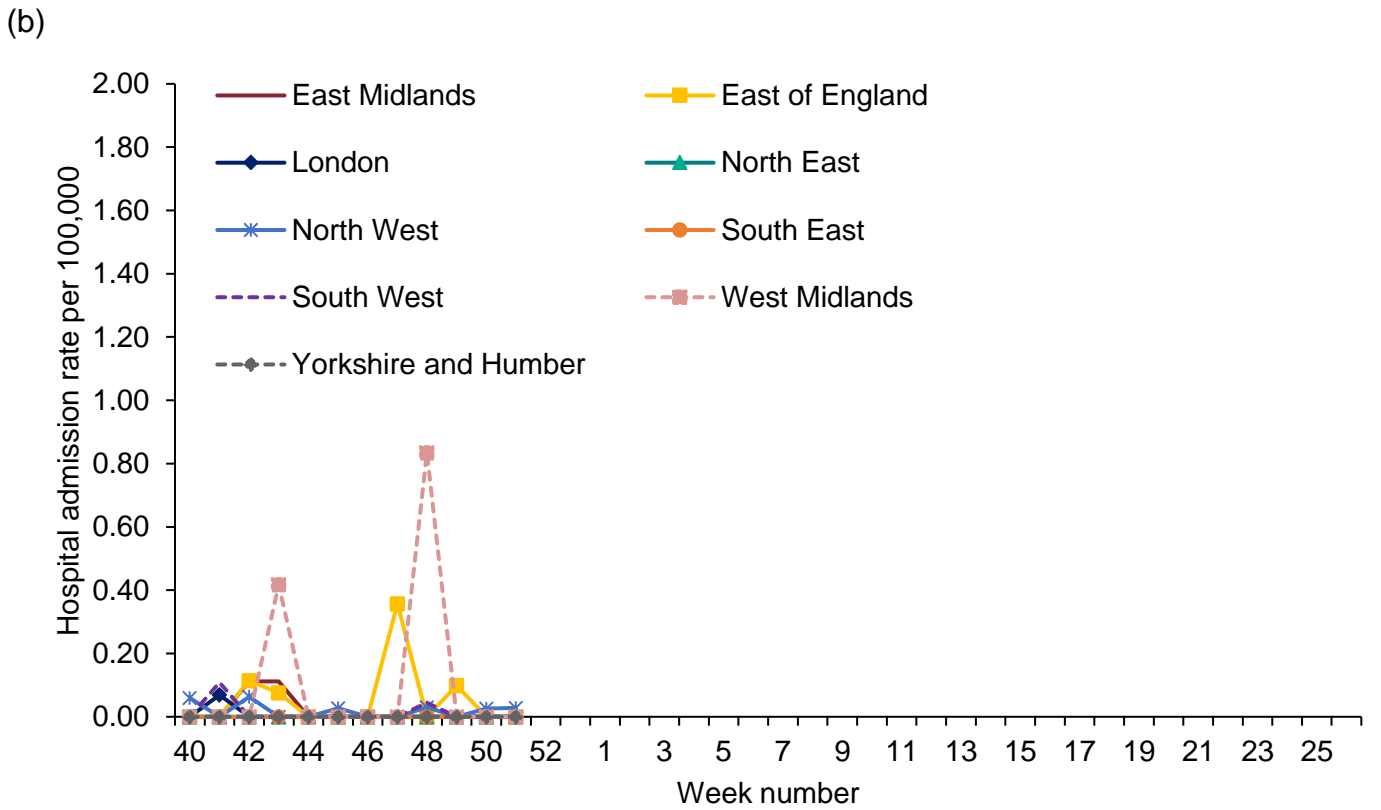 (b)
2.00
1.80
1.60
1.40
1.20
1.00
0.80
0.60
0.40
0.20
0.00
Hospital admission rate per 100,000
East Midlands East of England
London North East
North West South East
South West West Midlands
Yorkshire and Humber
40 42 44 46 48 50 52 1 3 5 7 9 11 13 15 17 19 21 23 25
Week number